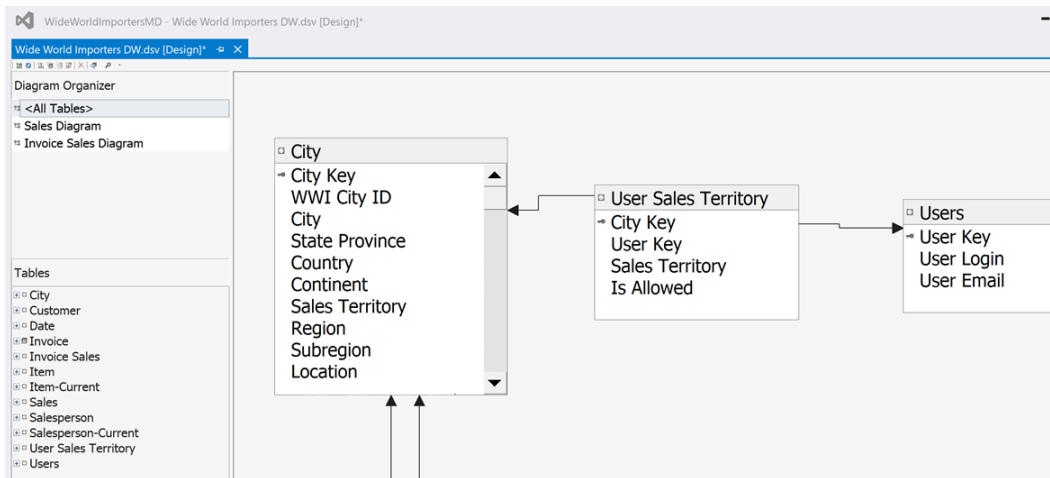 WideWorldImportersMD - Wide World Importers DW.dsv [Design]*
Wide World Importers DW.dsv [Design]*
Diagram Organizer
<All Tables>
Sales Diagram
Invoice Sales Diagram
Tables
City
Customer
Date
Invoice
Invoice Sales
Item
Item-Current
Sales
Salesperson
Salesperson-Current
User Sales Territory
Users
City
City Key
WWI City ID
City
State Province
Country
Continent
Sales Territory
Region
Subregion
Location
User Sales Territory
City Key
User Key
Sales Territory
Is Allowed
Users
User Key
User Login
User Email